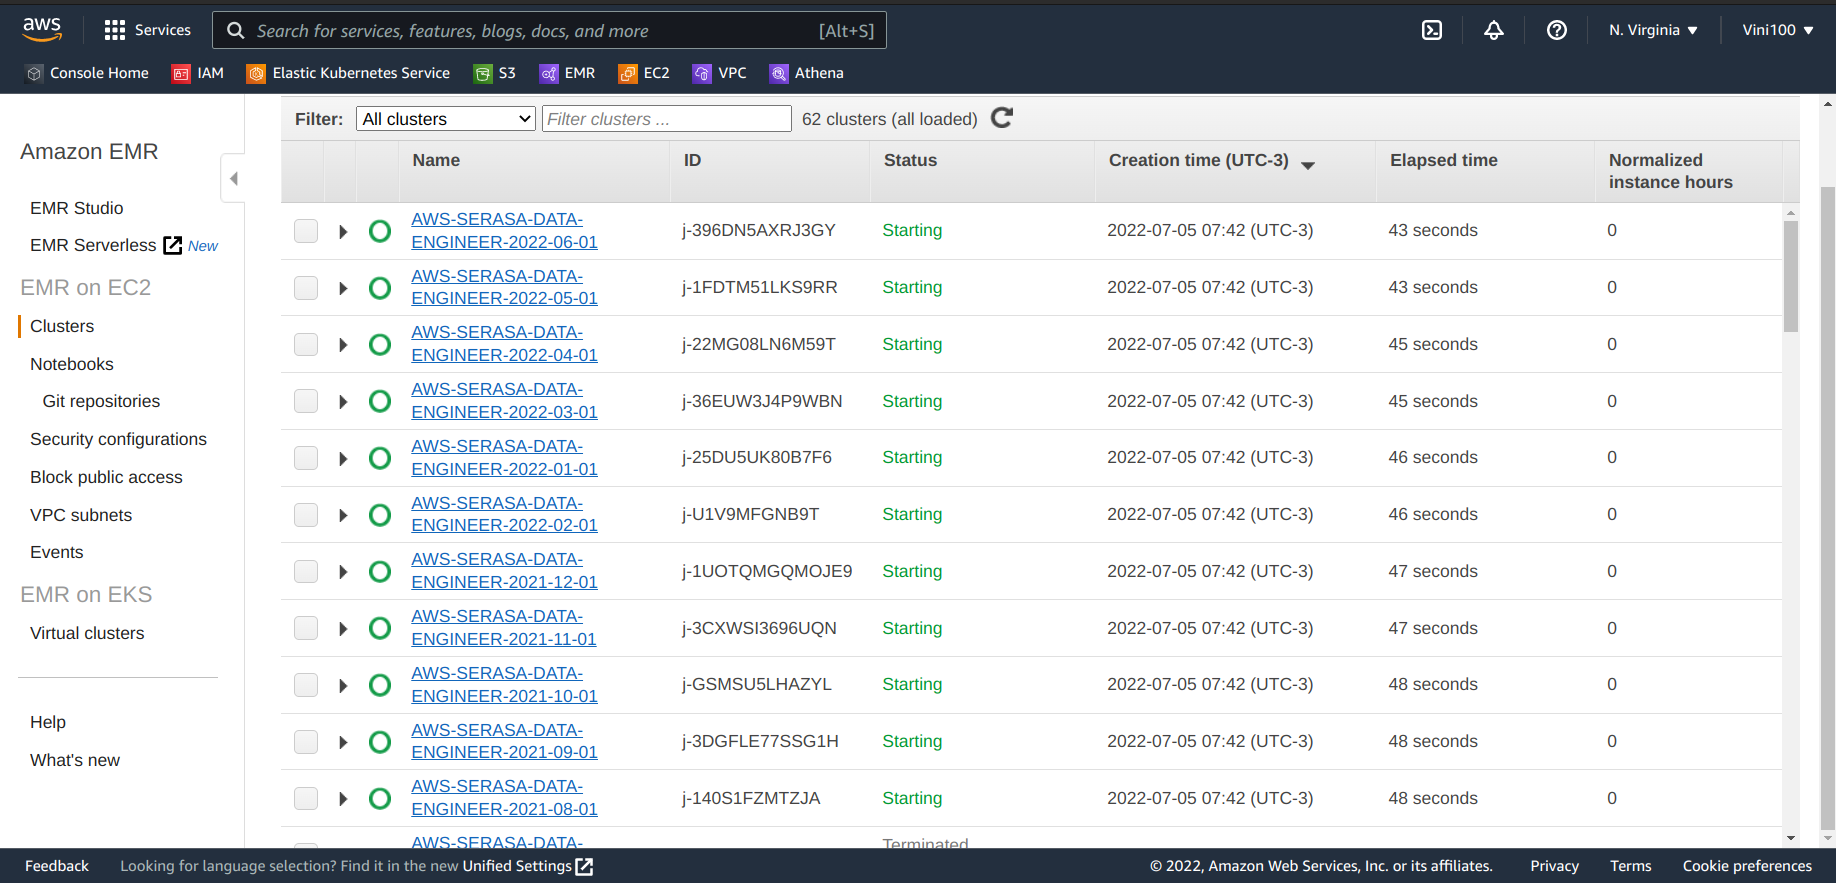 aws Services Search for services, features, blogs, docs, and more [Alt+S] N. Virginia Vini100
Console Home IAM Elastic Kubernetes Service S3 EMR EC2 VPC Athena
Amazon EMR
EMR Studio
EMR Serverless New
EMR on EC2
Clusters
Notebooks
Git repositories
Security configurations
Block public access
VPC subnets
Events
EMR on EKS
Virtual clusters
Help
What's new
Filter: All clusters Filter clusters ... 62 clusters (all loaded)
Name ID Status Creation time (UTC-3) Elapsed time Normalized
instance hours
AWS-SERASA-DATA-
ENGINEER-2022-06-01 j-396DN5AXRJ3GY Starting 2022-07-05 07:42 (UTC-3) 43 seconds 0
AWS-SERASA-DATA-
ENGINEER-2022-05-01 j-1FDTM51LKS9RR Starting 2022-07-05 07:42 (UTC-3) 43 seconds 0
AWS-SERASA-DATA-
ENGINEER-2022-04-01 j-22MG08LN6M59T Starting 2022-07-05 07:42 (UTC-3) 45 seconds 0
AWS-SERASA-DATA-
ENGINEER-2022-03-01 j-36EUW3J4P9WBN Starting 2022-07-05 07:42 (UTC-3) 45 seconds 0
AWS-SERASA-DATA-
ENGINEER-2022-01-01 j-25DU5UK80B7F6 Starting 2022-07-05 07:42 (UTC-3) 46 seconds 0
AWS-SERASA-DATA-
ENGINEER-2022-02-01 j-U1V9MFGNB9T Starting 2022-07-05 07:42 (UTC-3) 46 seconds 0
AWS-SERASA-DATA-
ENGINEER-2021-12-01 j-1UOTQMGQMOJE9 Starting 2022-07-05 07:42 (UTC-3) 47 seconds 0
AWS-SERASA-DATA-
ENGINEER-2021-11-01 j-3CXWSI3696UQN Starting 2022-07-05 07:42 (UTC-3) 47 seconds 0
AWS-SERASA-DATA-
ENGINEER-2021-10-01 j-GSMSU5LHAZYL Starting 2022-07-05 07:42 (UTC-3) 48 seconds 0
AWS-SERASA-DATA-
ENGINEER-2021-09-01 j-3DGFLE77SSG1H Starting 2022-07-05 07:42 (UTC-3) 48 seconds 0
AWS-SERASA-DATA-
ENGINEER-2021-08-01 j-140S1FZMTZJA Starting 2022-07-05 07:42 (UTC-3) 48 seconds 0
AWS-SERASA-DATA- Terminated
Feedback Looking for language selection? Find it in the new Unified Settings © 2022, Amazon Web Services, Inc. or its affiliates. Privacy Terms Cookie preferences